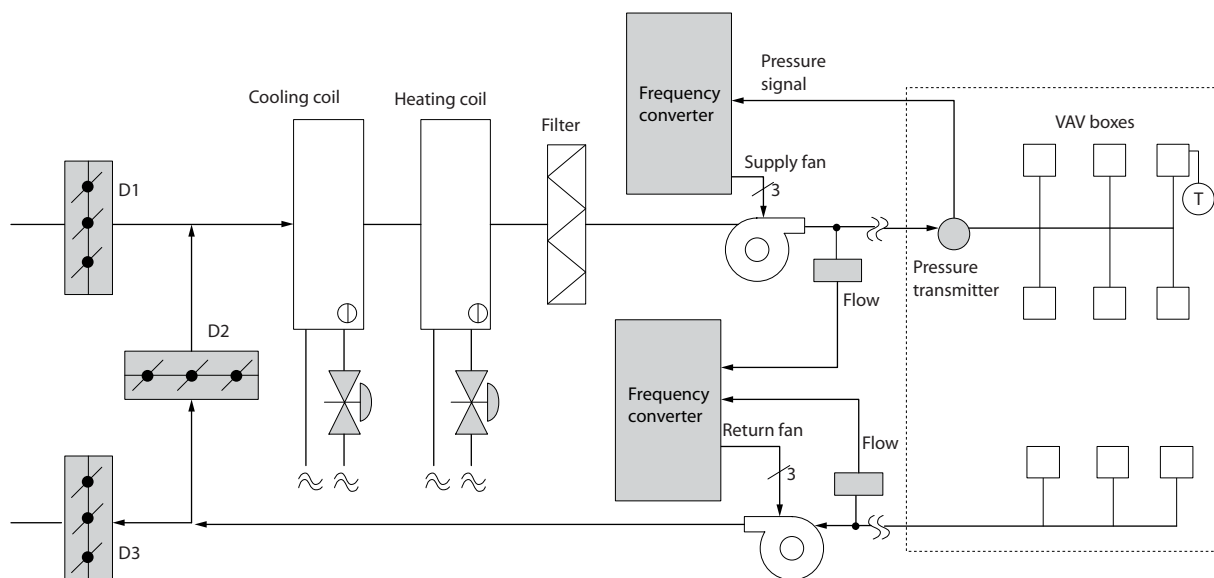 Pressure
signal
Cooling coil
Heating coil
Frequency
converter
VAV boxes
Filter
Supply fan
3
D1
T
Pressure
transmitter
Flow
D2
Frequency
converter
Return fan
Flow
3
D3